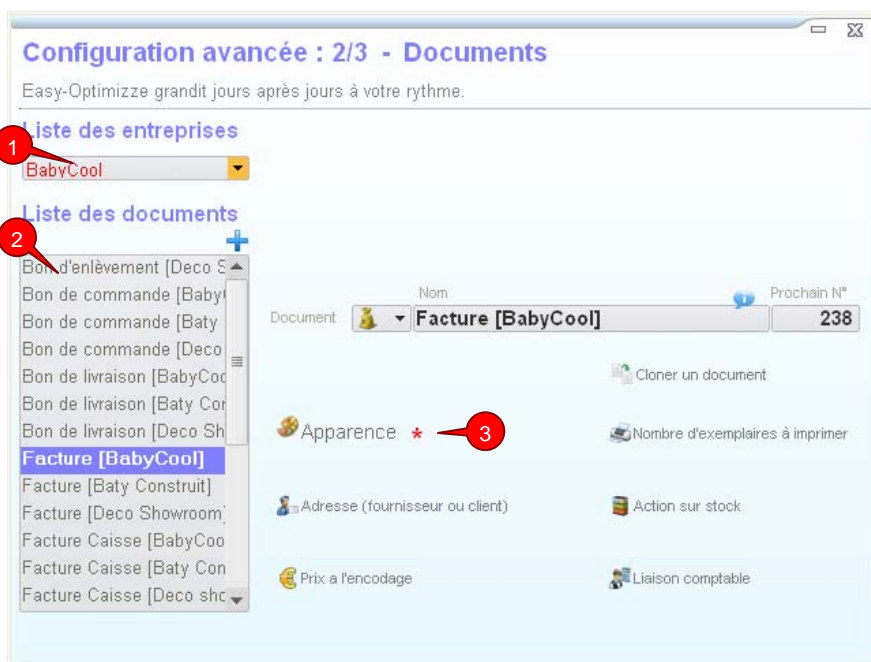 Configuration avancée : 2/3 - Documents
Easy-Optimizze grandit jours après jours à votre rythme.
Liste des entreprises
1
BabyCool
Liste des documents
2
Bon d'enlèvement [Deco S
Bon de commande [Baby
Bon de commande [Baty
Bon de commande [Deco
Bon de livraison [BabyCoo
Bon de livraison [Baty Cor
Bon de livraison [Deco Sh
Facture [BabyCool]
Facture [Baty Construit]
Facture [Deco Showroom]
Facture Caisse [BabyCoo
Facture Caisse [Baty Con
Facture Caisse [Deco sho
Nom Prochain N°
Document Facture [BabyCool] 238
Cloner un document
Apparence * 3 Nombre d'exemplaires à imprimer
Adresse (fournisseur ou client) Action sur stock
Prix a l'encodage Liaison comptable